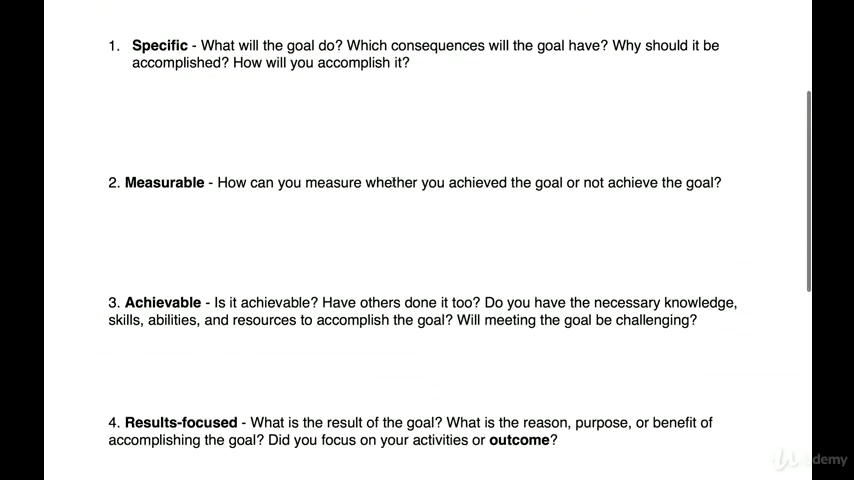 1. Specific - What will the goal do? Which consequences will the goal have? Why should it be
accomplished? How will you accomplish it?
2. Measurable - How can you measure whether you achieved the goal or not achieve the goal?
3. Achievable - Is it achievable? Have others done it too? Do you have the necessary knowledge,
skills, abilities, and resources to accomplish the goal? Will meeting the goal be challenging?
4. Results-focused - What is the result of the goal? What is the reason, purpose, or benefit of
accomplishing the goal? Did you focus on your activities or outcome?
udemy